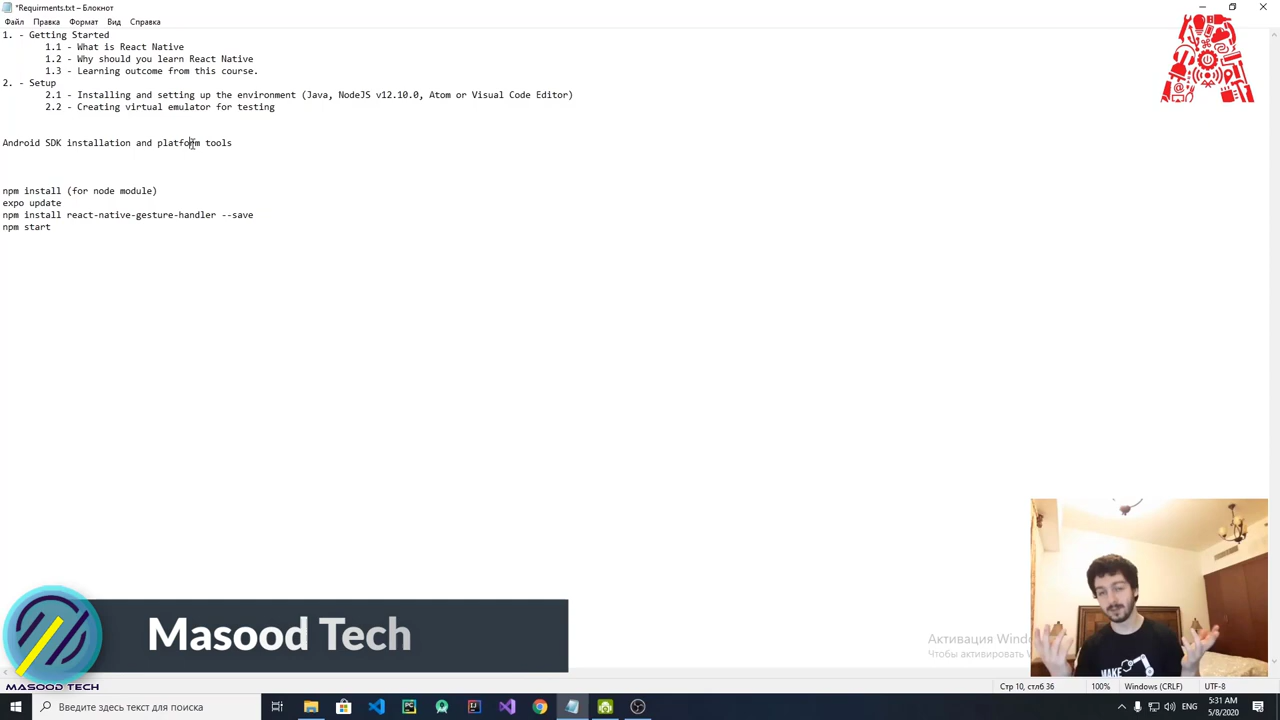 *Requirments.txt – Блокнот
Файл Правка Формат Вид Справка
1. - Getting Started
1.1 - What is React Native
1.2 - Why should you learn React Native
1.3 - Learning outcome from this course.
2. - Setup
2.1 - Installing and setting up the environment (Java, NodeJS v12.10.0, Atom or Visual Code Editor)
2.2 - Creating virtual emulator for testing
Android SDK installation and platform tools
npm install (for node module)
expo update
npm install react-native-gesture-handler --save
npm start
Masood Tech
MASOOD TECH
Активация Wind
Чтобы активировать
MAKE
Стр 10, стлб 36 100% Windows (CRLF) UTF-8
Введите здесь текст для поиска
ENG
5:31 AM
5/8/2020